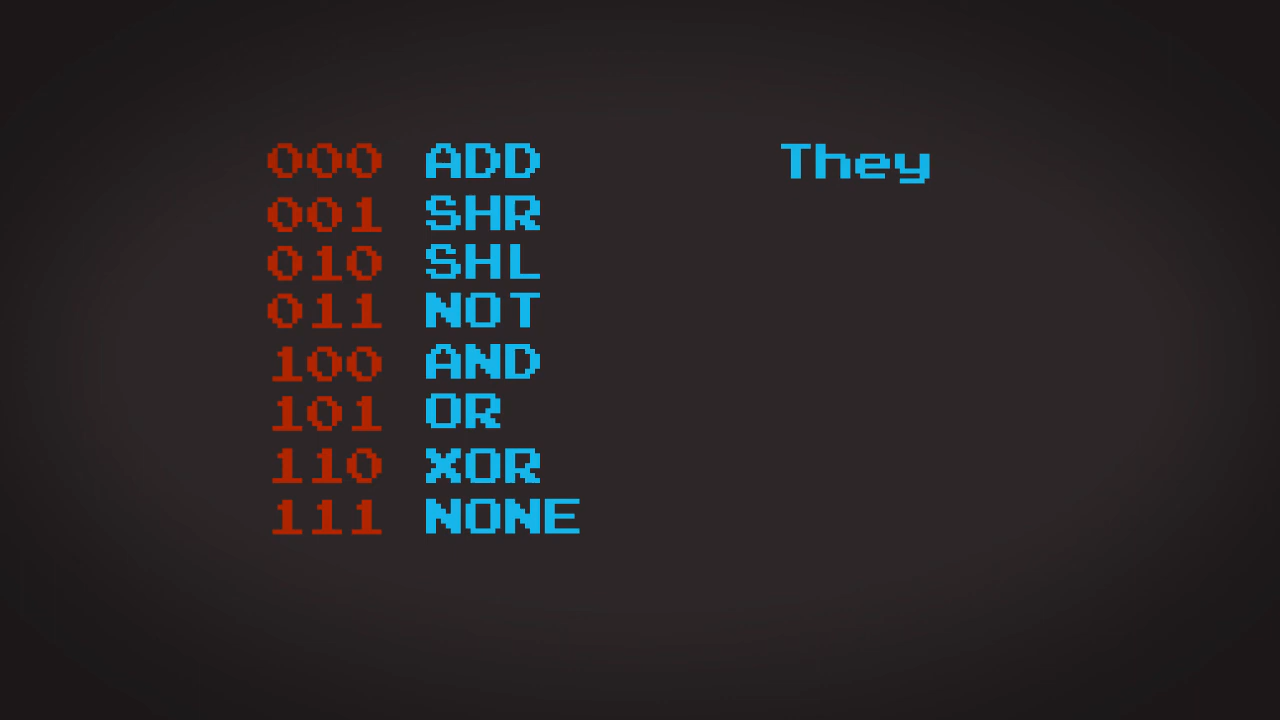 000 ADD They
001 SHR
010 SHL
011 NOT
100 AND
101 OR
110 XOR
111 NONE